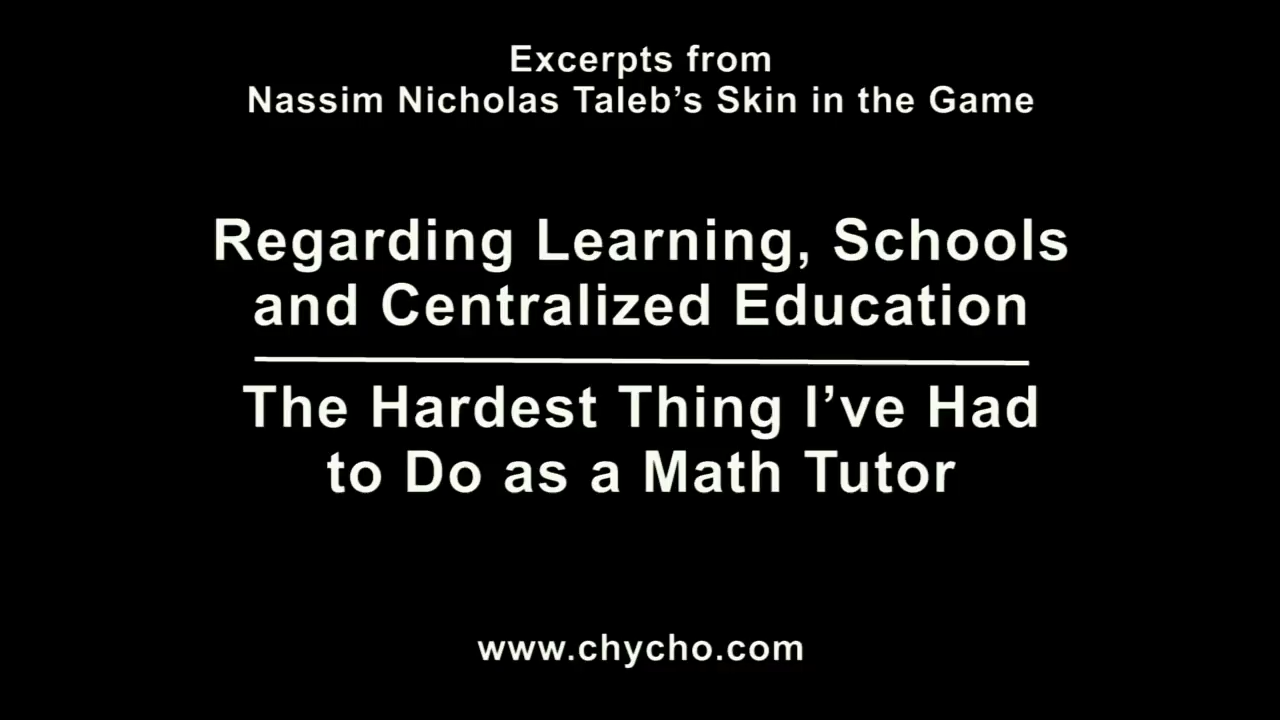 Excerpts from
Nassim Nicholas Taleb’s Skin in the Game
Regarding Learning, Schools
and Centralized Education
The Hardest Thing I’ve Had
to Do as a Math Tutor
www.chycho.com